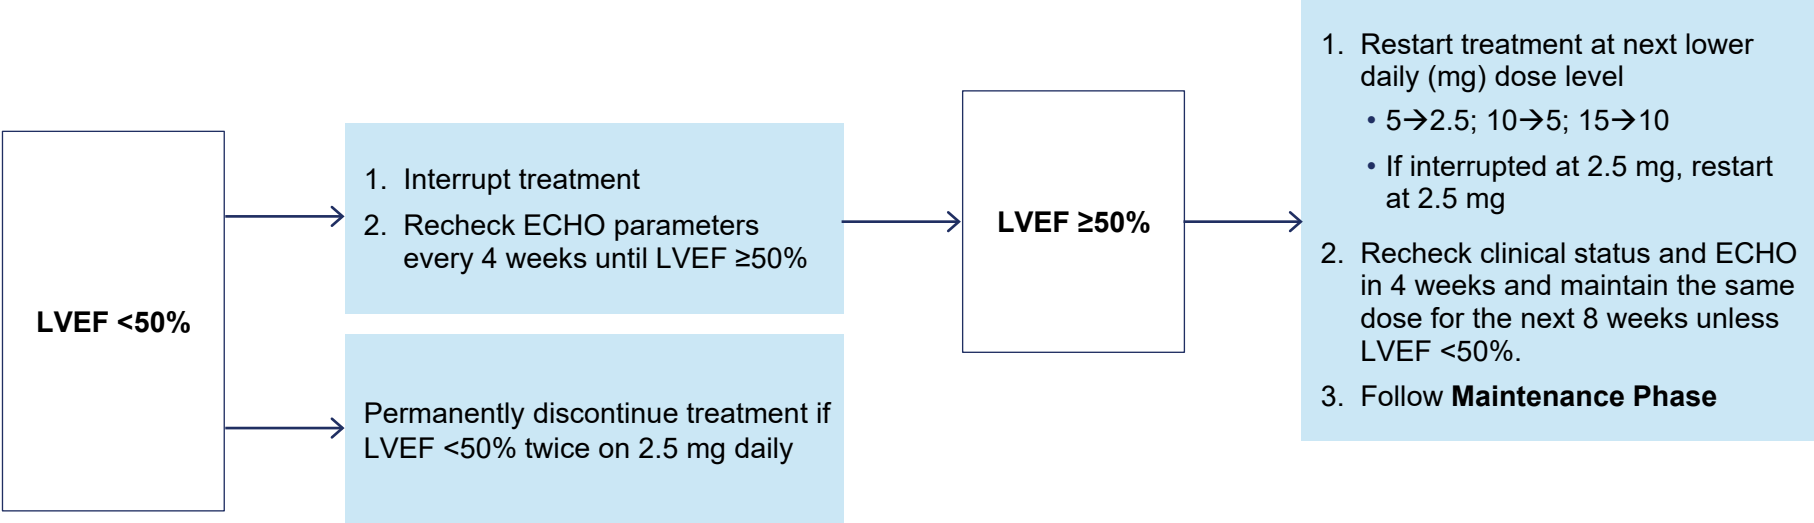 LVEF <50%
1. Interrupt treatment
2. Recheck ECHO parameters
every 4 weeks until LVEF ≥50%
Permanently discontinue treatment if
LVEF <50% twice on 2.5 mg daily
LVEF ≥50%
1. Restart treatment at next lower
daily (mg) dose level
• 5→2.5; 10→5; 15→10
• If interrupted at 2.5 mg, restart
at 2.5 mg
2. Recheck clinical status and ECHO
in 4 weeks and maintain the same
dose for the next 8 weeks unless
LVEF <50%.
3. Follow Maintenance Phase